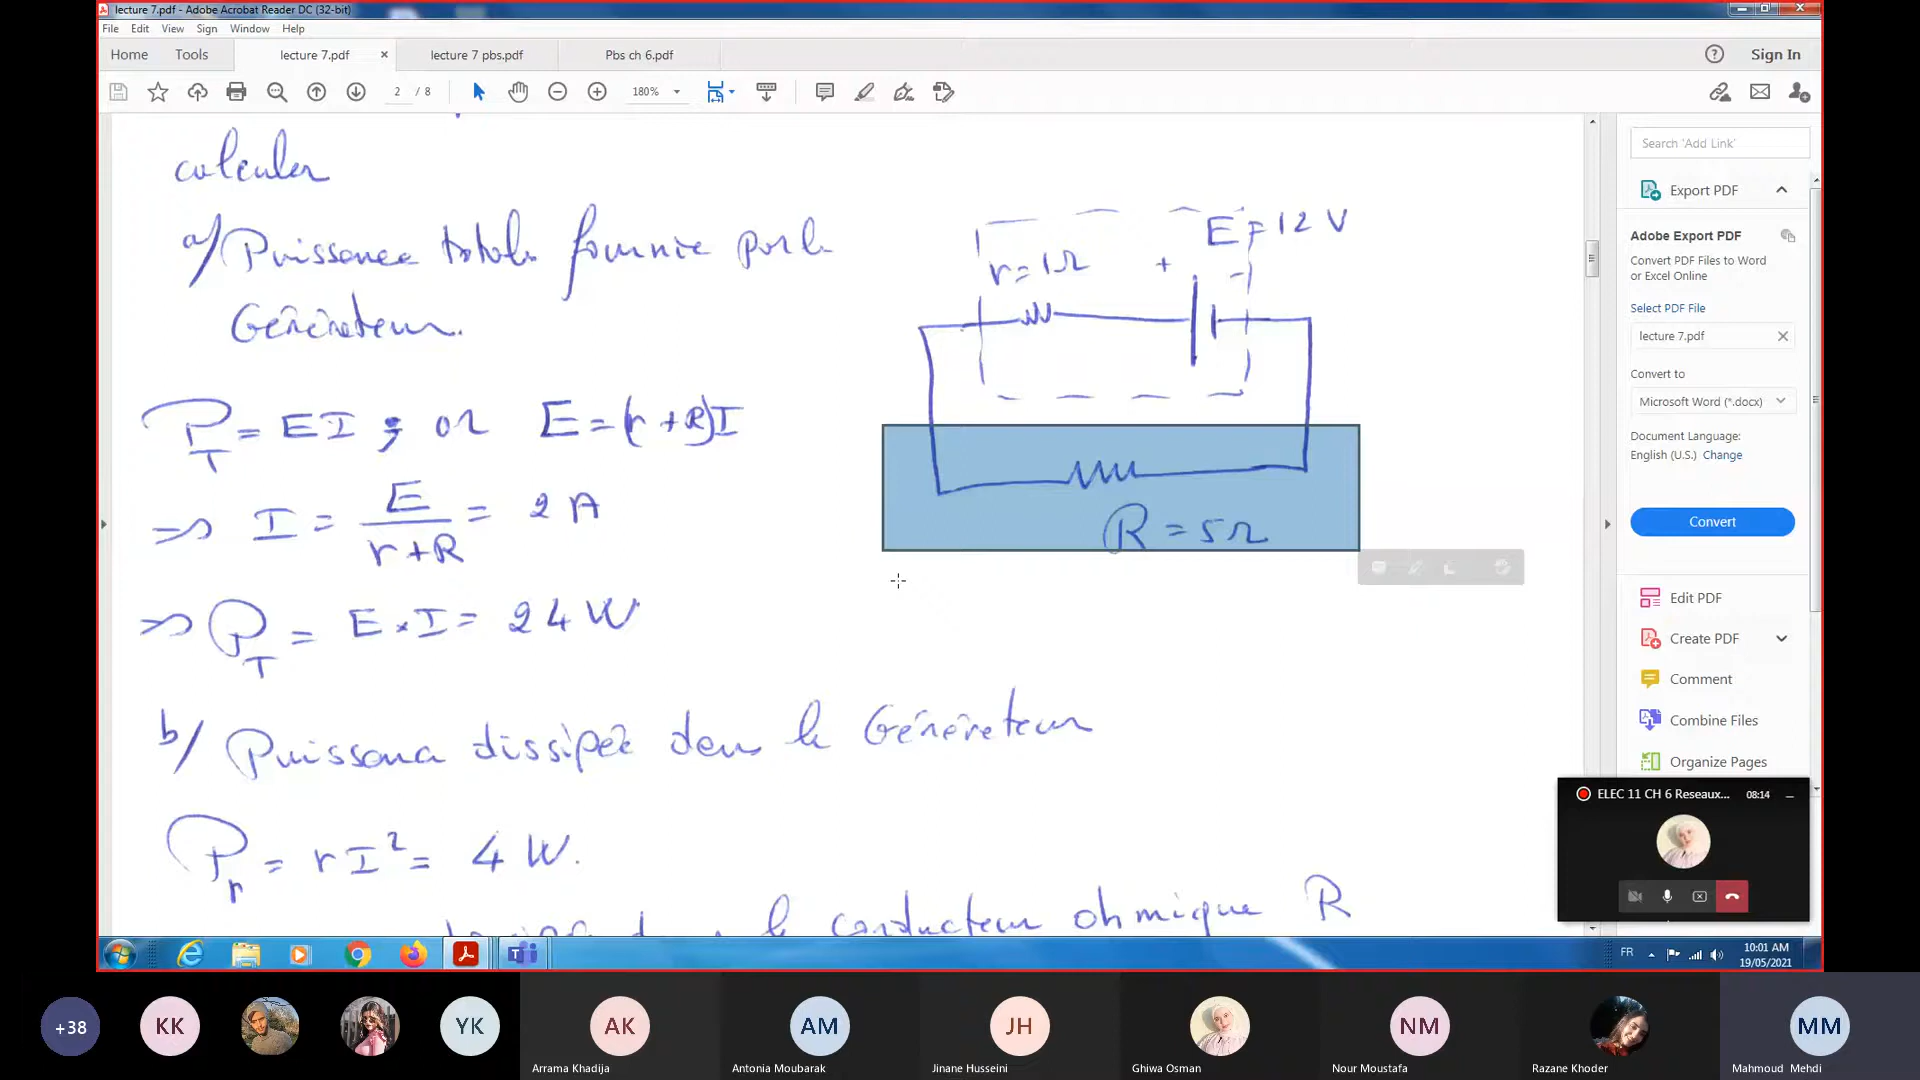 lecture 7.pdf - Adobe Acrobat Reader DC (32-bit)
File Edit View Sign Window Help
Home Tools lecture 7.pdf × lecture 7 pbs.pdf Pbs ch 6.pdf Sign In
2 / 8 180%
calculer
a/ Puissance totale fournie par le
Générateur.
P_T = EI ; or E = (r + R)I
=> I = E / (r + R) = 2 A
=> P_T = E × I = 24 W
b/ Puissance dissipée dans le Générateur
P_r = rI² = 4 W.
le conducteur ohmique R
E = 12 V
r = 1Ω + -
R = 5Ω
Search 'Add Link'
Export PDF
Adobe Export PDF
Convert PDF Files to Word
or Excel Online
Select PDF File
lecture 7.pdf
Convert to
Microsoft Word (*.docx)
Document Language:
English (U.S.) Change
Convert
Edit PDF
Create PDF
Comment
Combine Files
Organize Pages
ELEC 11 CH 6 Reseaux... 08:14
FR 10:01 AM
19/05/2021
+38 KK YK AK AM JH NM MM
Arrama Khadija Antonia Moubarak Jinane Husseini Ghiwa Osman Nour Moustafa Razane Khoder Mahmoud Mehdi